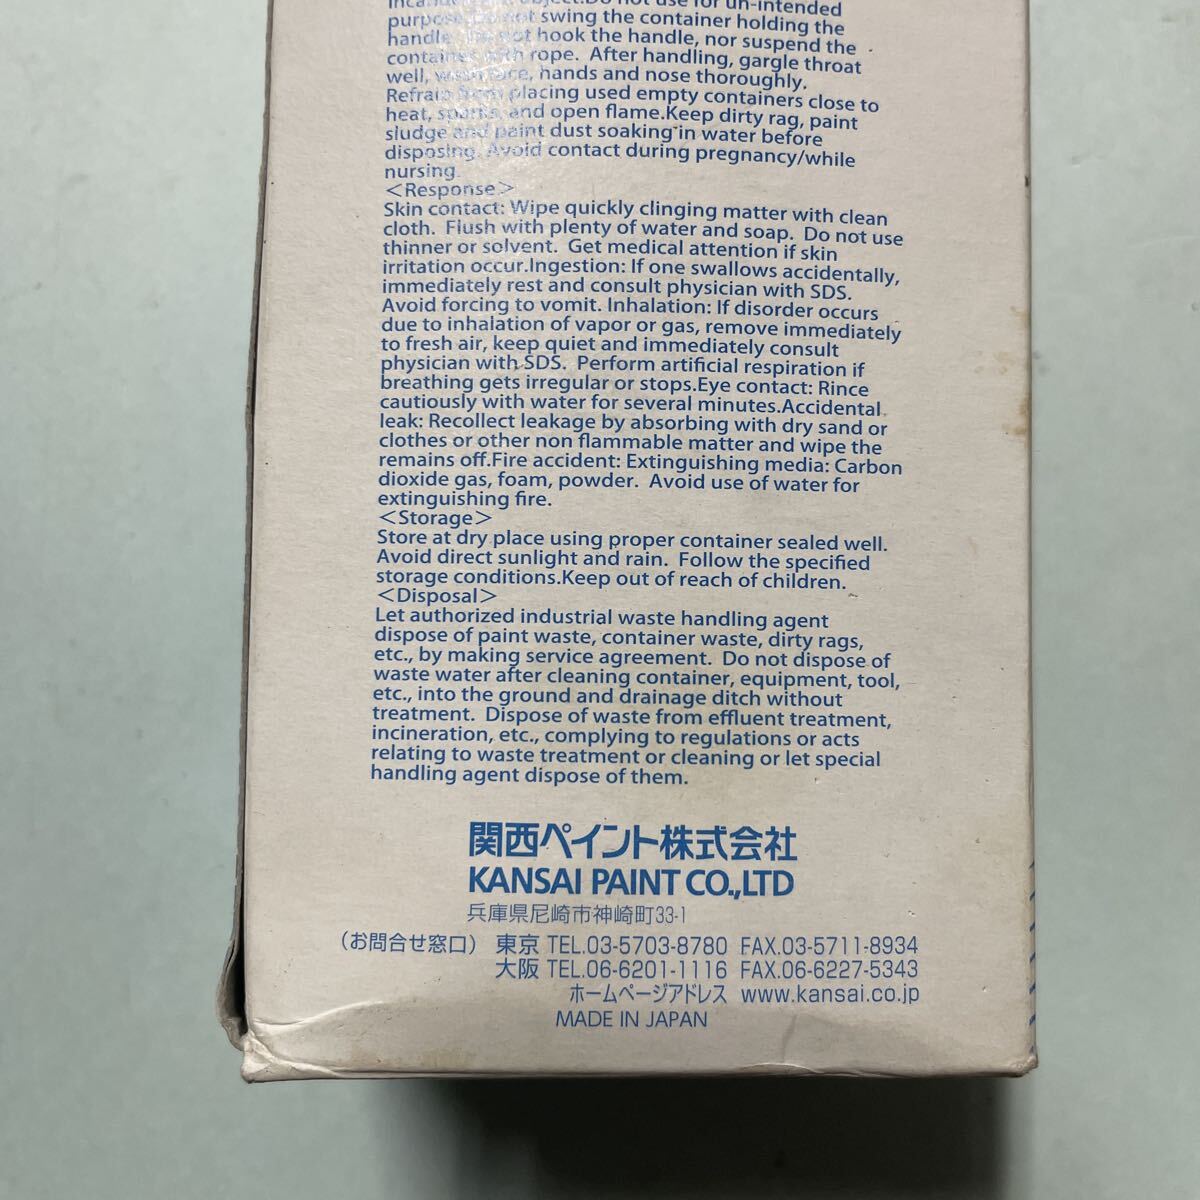 object.Do not use for un-intended
purpose. Do not swing the container holding the
handle. Do not hook the handle, nor suspend the
container with rope. After handling, gargle throat
well, wash face, hands and nose thoroughly.
Refrain from placing used empty containers close to
heat, sparks, and open flame.Keep dirty rag, paint
sludge and paint dust soaking in water before
disposing. Avoid contact during pregnancy/while
nursing.
<Response>
Skin contact: Wipe quickly clinging matter with clean
cloth. Flush with plenty of water and soap. Do not use
thinner or solvent. Get medical attention if skin
irritation occur.Ingestion: If one swallows accidentally,
immediately rest and consult physician with SDS.
Avoid forcing to vomit. Inhalation: If disorder occurs
due to inhalation of vapor or gas, remove immediately
to fresh air, keep quiet and immediately consult
physician with SDS. Perform artificial respiration if
breathing gets irregular or stops.Eye contact: Rince
cautiously with water for several minutes.Accidental
leak: Recollect leakage by absorbing with dry sand or
clothes or other non flammable matter and wipe the
remains off.Fire accident: Extinguishing media: Carbon
dioxide gas, foam, powder. Avoid use of water for
extinguishing fire.
<Storage>
Store at dry place using proper container sealed well.
Avoid direct sunlight and rain. Follow the specified
storage conditions.Keep out of reach of children.
<Disposal>
Let authorized industrial waste handling agent
dispose of paint waste, container waste, dirty rags,
etc., by making service agreement. Do not dispose of
waste water after cleaning container, equipment, tool,
etc., into the ground and drainage ditch without
treatment. Dispose of waste from effluent treatment,
incineration, etc., complying to regulations or acts
relating to waste treatment or cleaning or let special
handling agent dispose of them.
関西ペイント株式会社
KANSAI PAINT CO.,LTD
兵庫県尼崎市神崎町33-1
(お問合せ窓口) 東京 TEL.03-5703-8780 FAX.03-5711-8934
大阪 TEL.06-6201-1116 FAX.06-6227-5343
ホームページアドレス www.kansai.co.jp
MADE IN JAPAN